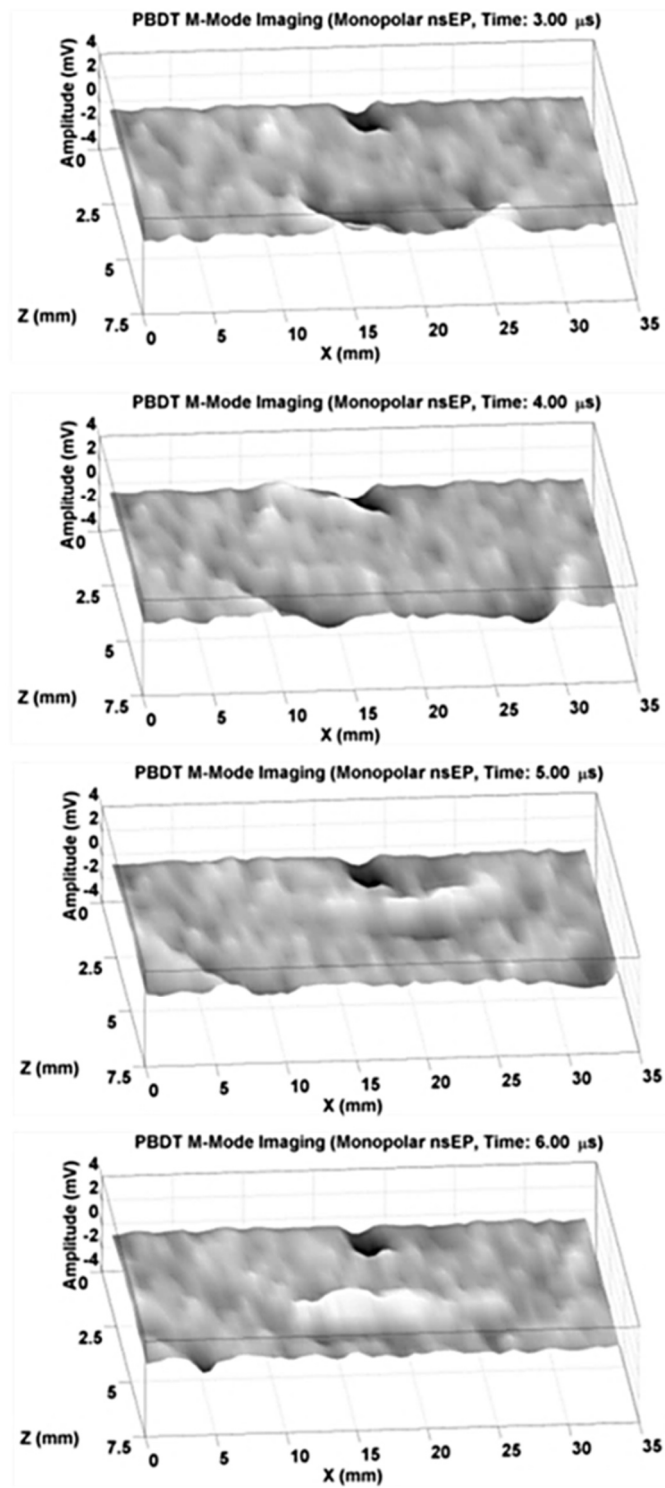 PBDT M-Mode Imaging (Monopolar nsEP, Time: 3.00 μs)
Amplitude (mV)
4
2
0
-2
-4
0
2.5
5
7.5
Z (mm)
0 5 10 15 20 25 30 35
X (mm)
PBDT M-Mode Imaging (Monopolar nsEP, Time: 4.00 μs)
Amplitude (mV)
4
2
0
-2
-4
0
2.5
5
7.5
Z (mm)
0 5 10 15 20 25 30 35
X (mm)
PBDT M-Mode Imaging (Monopolar nsEP, Time: 5.00 μs)
Amplitude (mV)
4
2
0
-2
-4
0
2.5
5
7.5
Z (mm)
0 5 10 15 20 25 30 35
X (mm)
PBDT M-Mode Imaging (Monopolar nsEP, Time: 6.00 μs)
Amplitude (mV)
4
2
0
-2
-4
0
2.5
5
7.5
Z (mm)
0 5 10 15 20 25 30 35
X (mm)